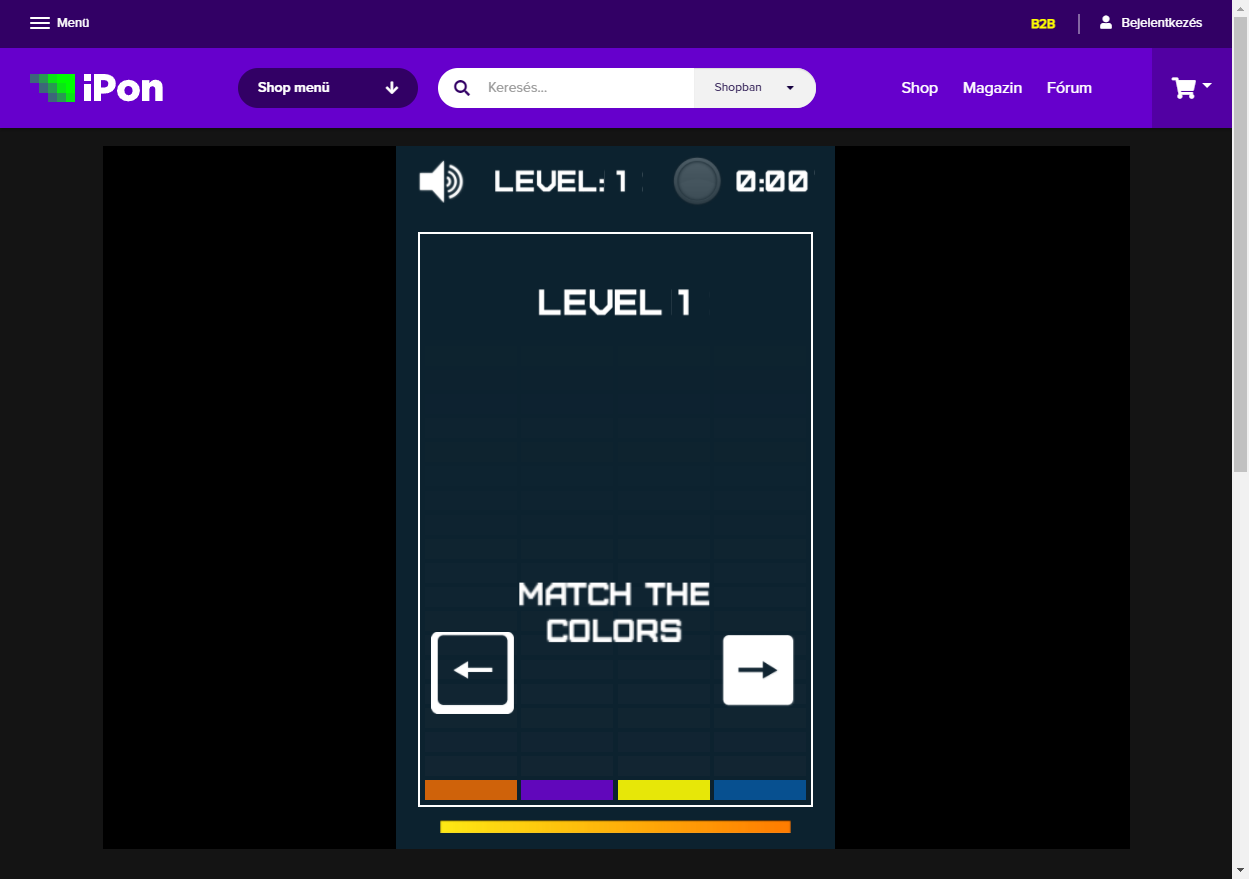 Menü
B2B
Bejelentkezés
iPon
Shop menü
Keresés...
Shopban
Shop
Magazin
Fórum
LEVEL: 1
0:00
LEVEL 1
MATCH THE
COLORS